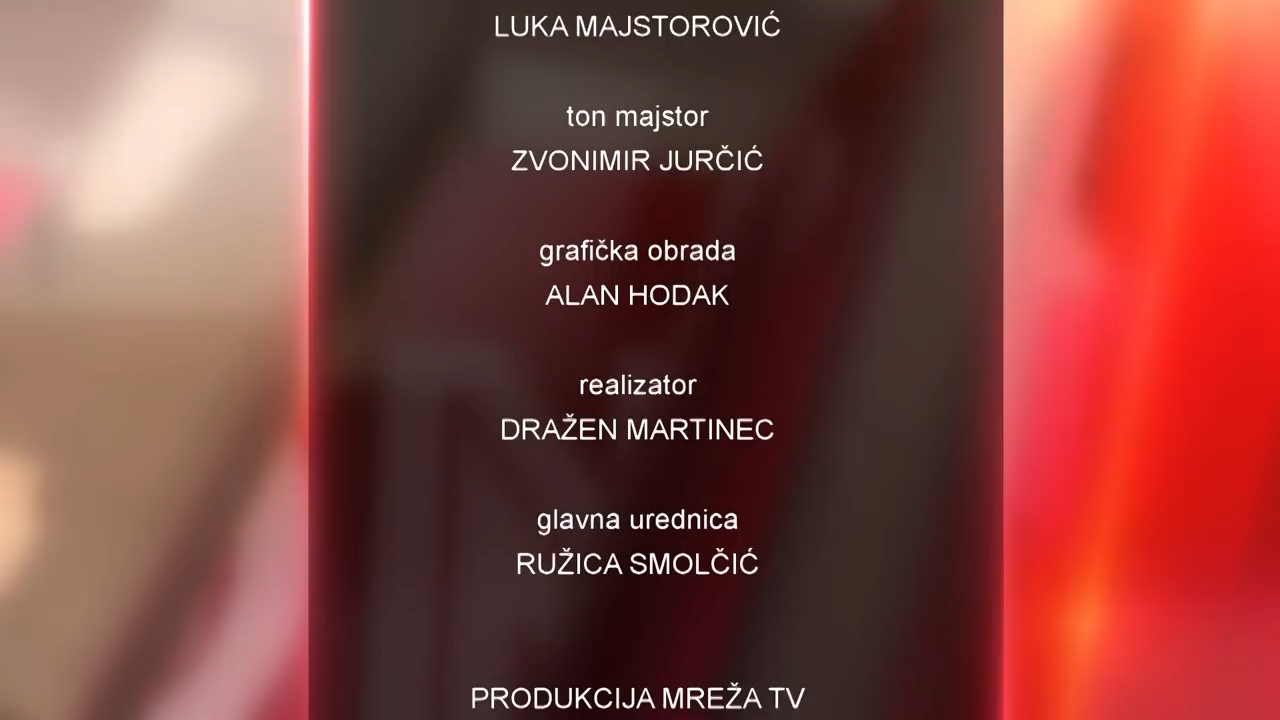 LUKA MAJSTOROVIĆ
ton majstor
ZVONIMIR JURČIĆ
grafička obrada
ALAN HODAK
realizator
DRAŽEN MARTINEC
glavna urednica
RUŽICA SMOLČIĆ
PRODUKCIJA MREŽA TV